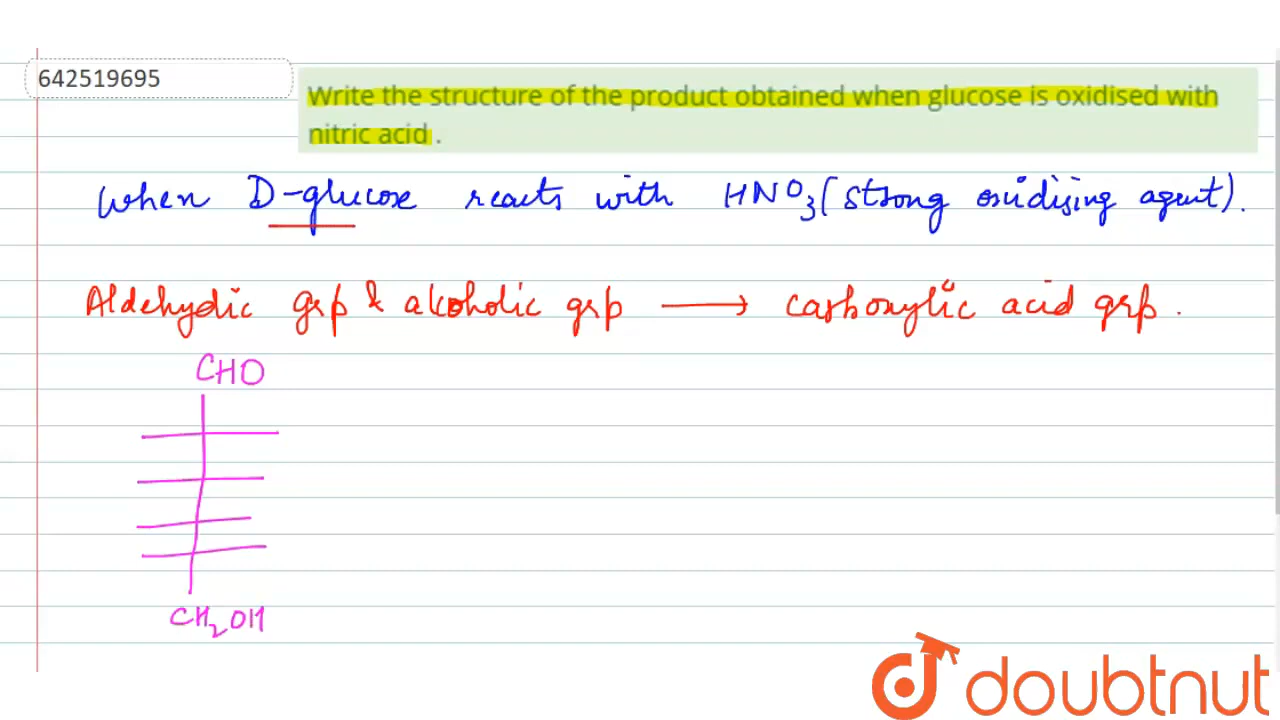 642519695
Write the structure of the product obtained when glucose is oxidised with
nitric acid .
When D-glucose reacts with HNO3 (strong oxidising agent).
Aldehydic grp & alcoholic grp ⟶ carboxylic acid grp.
CHO
CH2OH
doubtnut